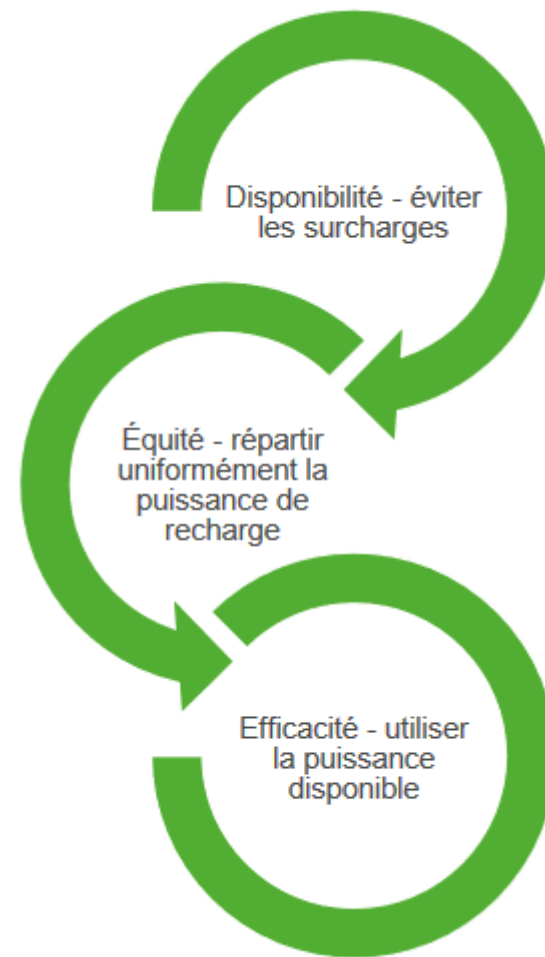 Disponibilité - éviter
les surcharges
Équité - répartir
uniformément la
puissance de
recharge
Efficacité - utiliser
la puissance
disponible